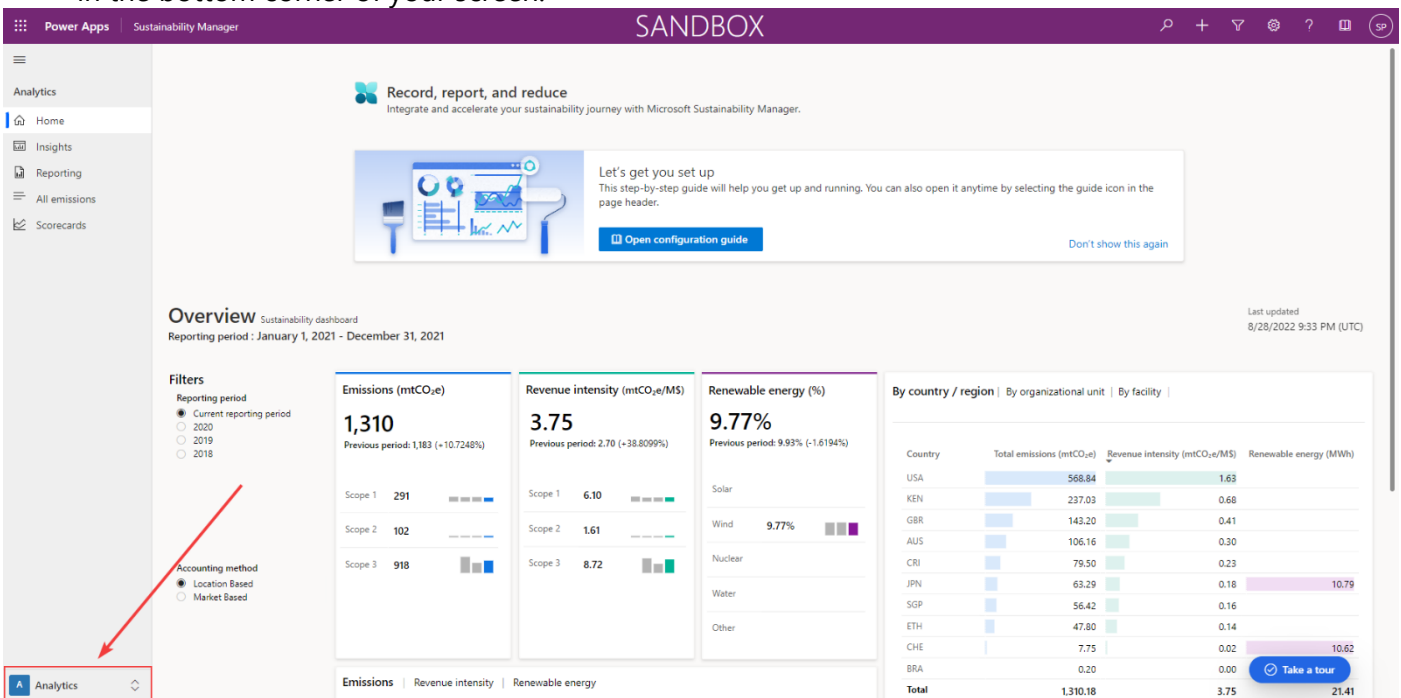 in the bottom corner of your screen.
Power Apps Sustainability Manager SANDBOX SP
Analytics
Home
Insights
Reporting
All emissions
Scorecards
Record, report, and reduce
Integrate and accelerate your sustainability journey with Microsoft Sustainability Manager.
Let's get you set up
This step-by-step guide will help you get up and running. You can also open it anytime by selecting the guide icon in the
page header.
Open configuration guide
Don't show this again
Overview Sustainability dashboard
Reporting period : January 1, 2021 - December 31, 2021
Last updated
8/28/2022 9:33 PM (UTC)
Filters
Reporting period
Current reporting period
2020
2019
2018
Accounting method
Location Based
Market Based
Emissions (mtCO₂e)
1,310
Previous period: 1,183 (+10.7248%)
Scope 1 291
Scope 2 102
Scope 3 918
Revenue intensity (mtCO₂e/M$)
3.75
Previous period: 2.70 (+38.8099%)
Scope 1 6.10
Scope 2 1.61
Scope 3 8.72
Renewable energy (%)
9.77%
Previous period: 9.93% (-1.6194%)
Solar
Wind 9.77%
Nuclear
Water
Other
By country / region | By organizational unit | By facility |
Country Total emissions (mtCO₂e) Revenue intensity (mtCO₂e/M$) Renewable energy (MWh)
USA 568.84 1.63
KEN 237.03 0.68
GBR 143.20 0.41
AUS 106.16 0.30
CRI 79.50 0.23
JPN 63.29 0.18 10.79
SGP 56.42 0.16
ETH 47.80 0.14
CHE 7.75 0.02 10.62
BRA 0.20 0.00
Total 1,310.18 3.75 21.41
Take a tour
Emissions | Revenue intensity | Renewable energy
A Analytics